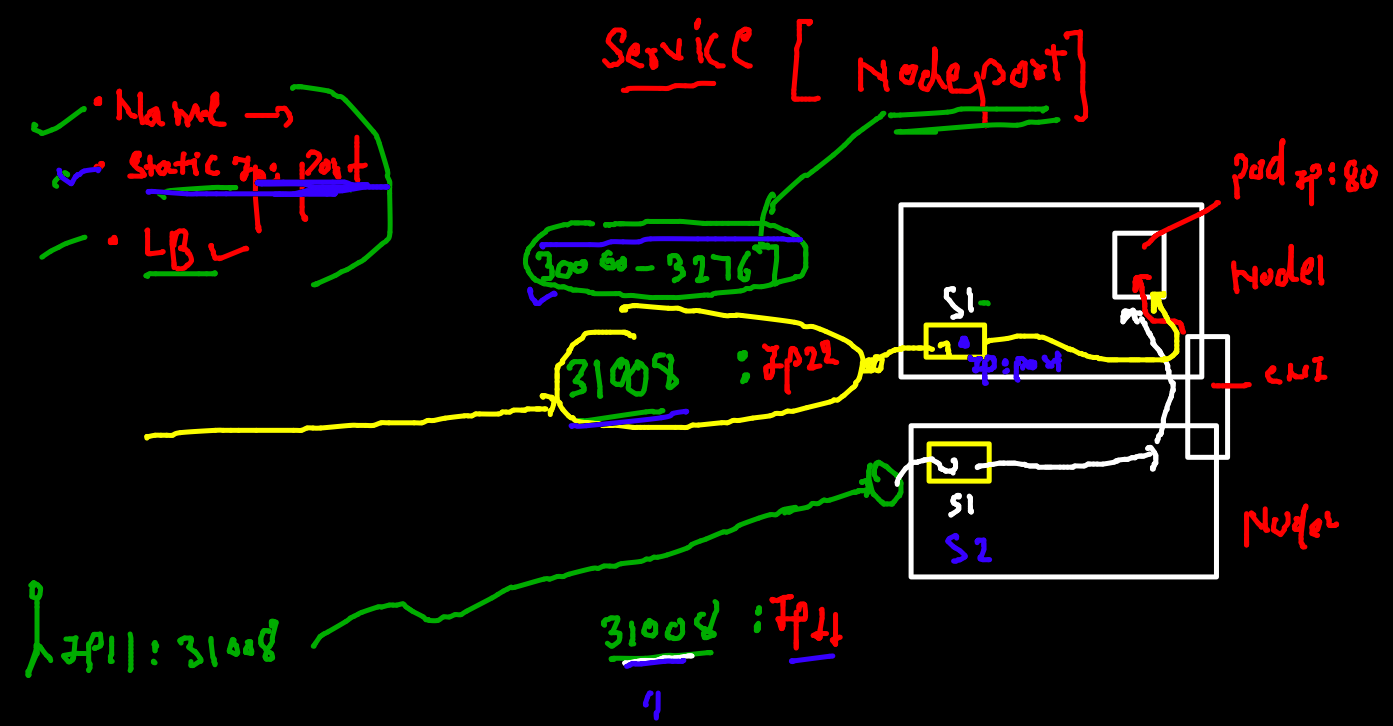 Service [ Nodeport ]
Name
Static Ip: Port
LB
30000-32767
31008 :Ip22
S1
Ip:port
Pod Ip:80
Node1
CNI
S1
S2
Node2
Ip11:31008
31008 :Ip11